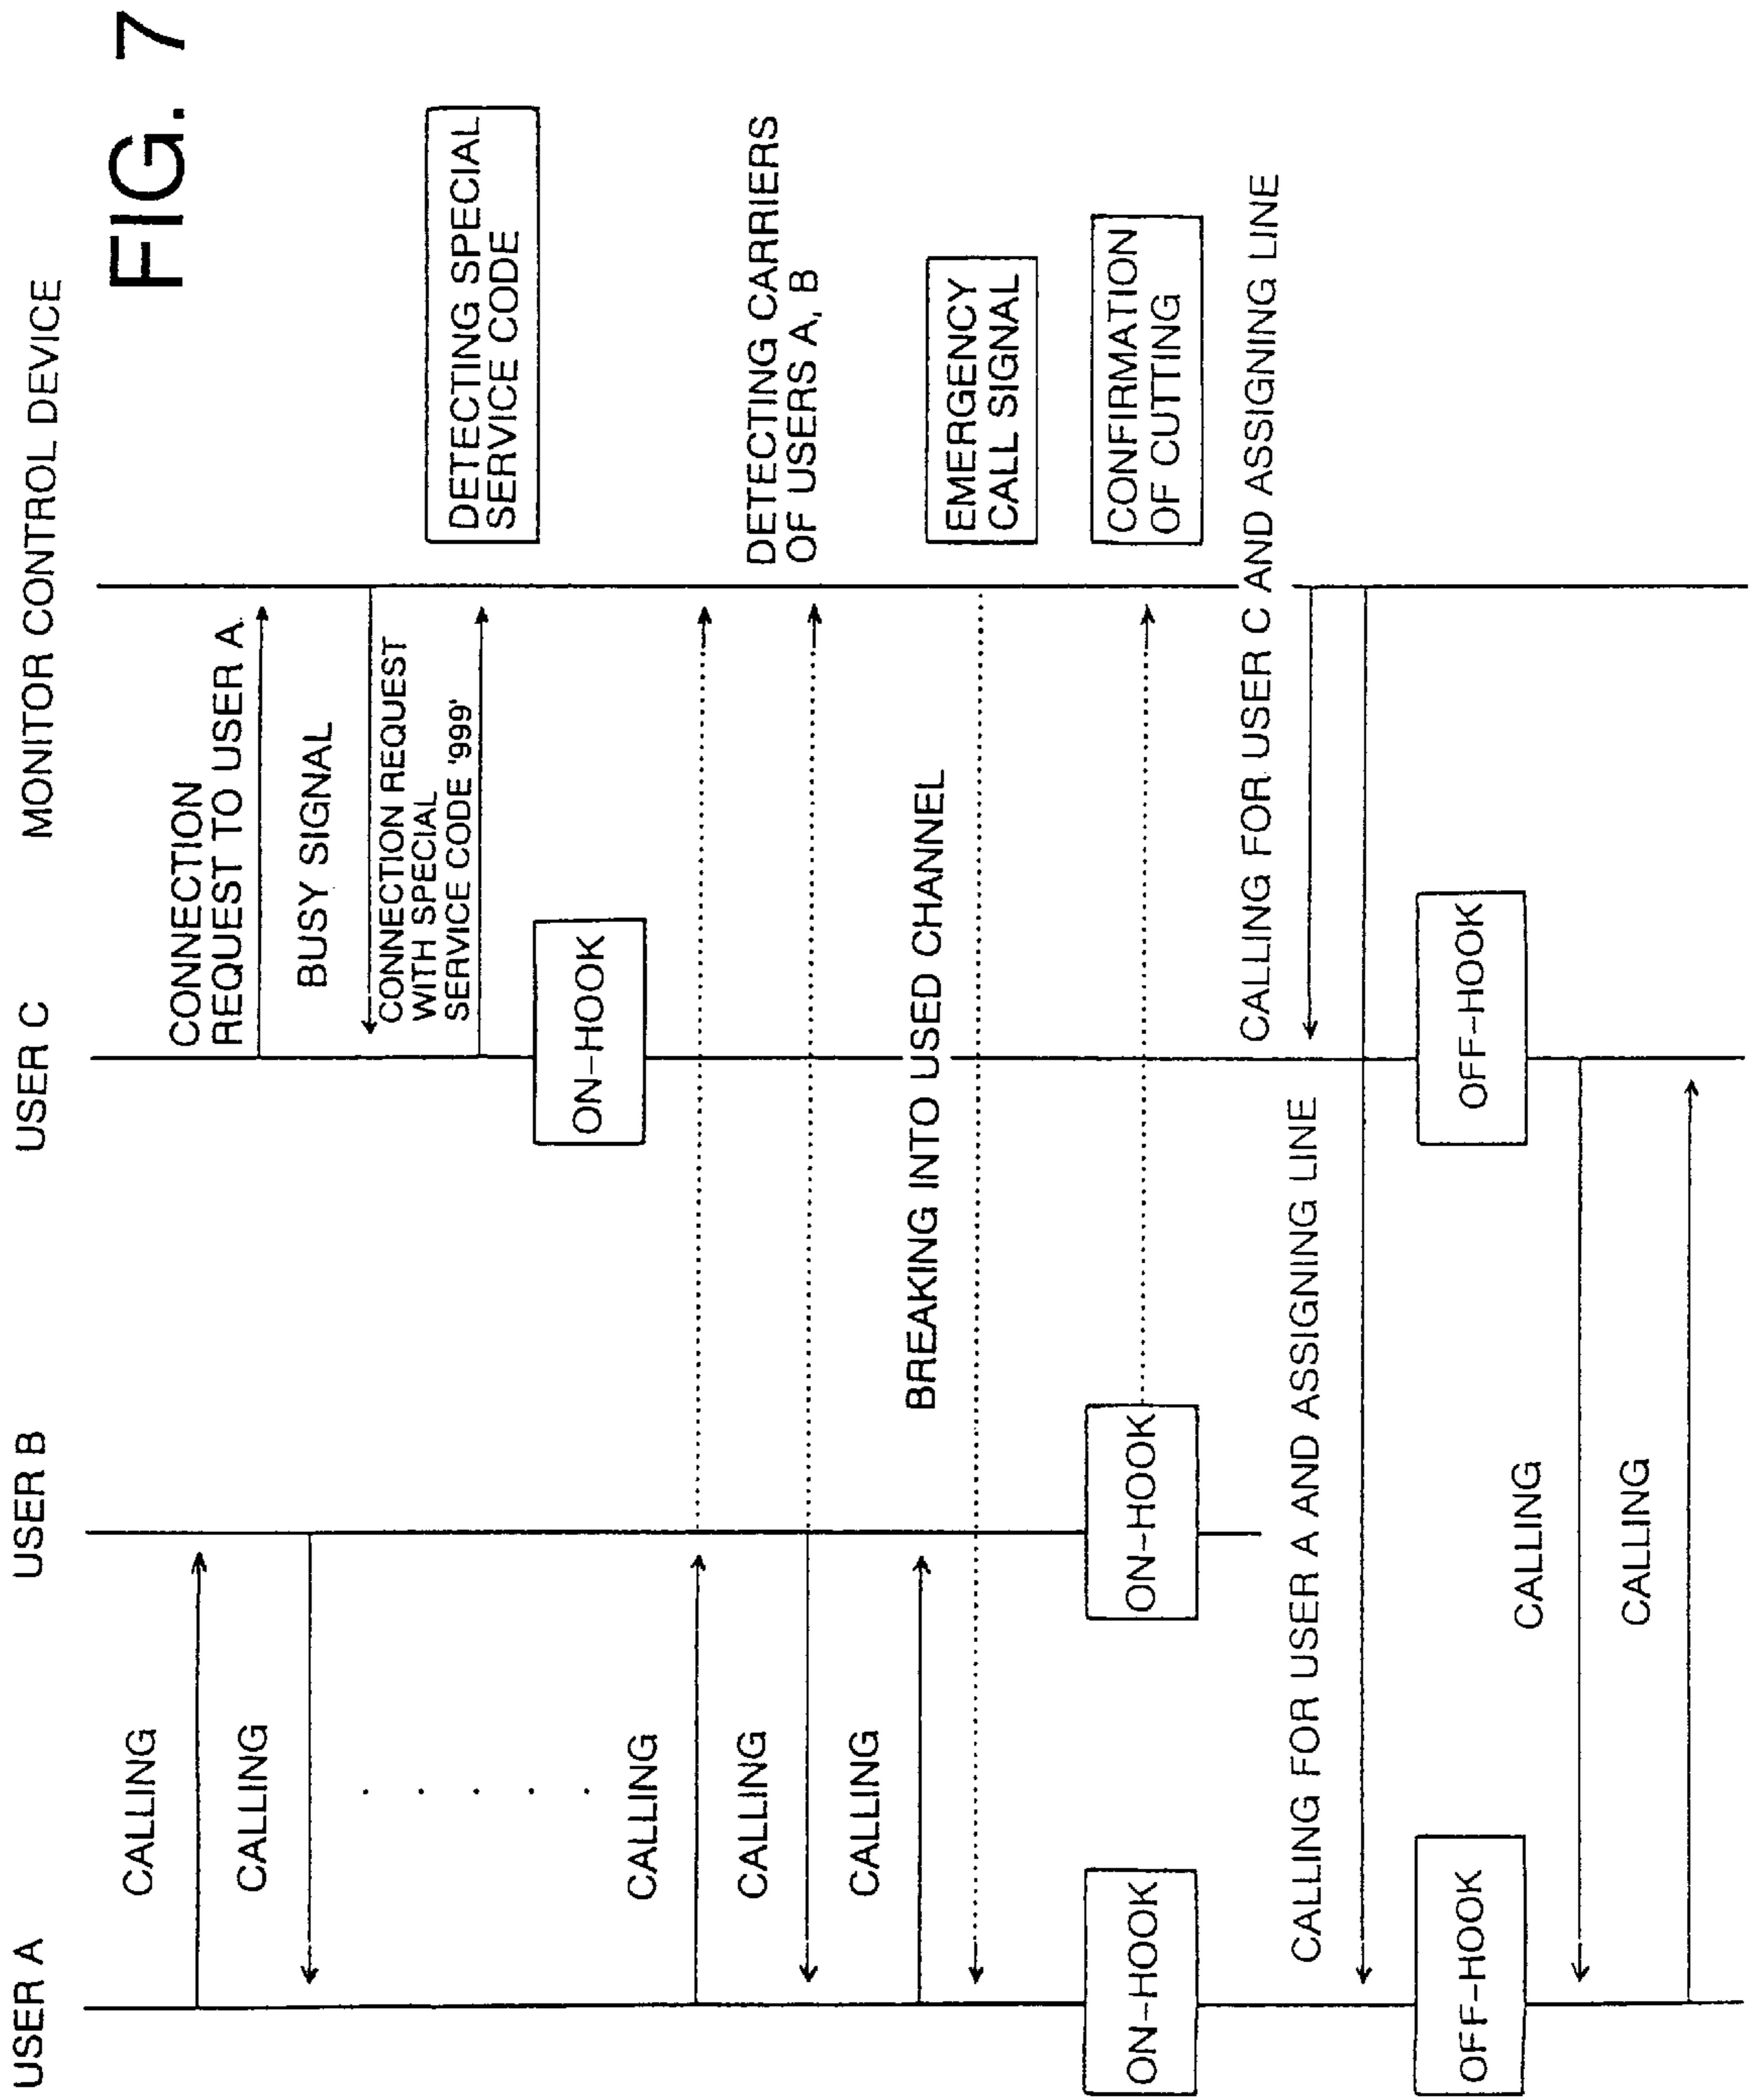 FIG. 7
USER A
USER B
USER C
MONITOR CONTROL DEVICE
CALLING
CONNECTION
REQUEST TO USER A
CALLING
BUSY SIGNAL
CONNECTION REQUEST
WITH SPECIAL
SERVICE CODE '999'
DETECTING SPECIAL
SERVICE CODE
ON-HOOK
CALLING
CALLING
DETECTING CARRIERS
OF USERS A, B
CALLING
BREAKING INTO USED CHANNEL
EMERGENCY
CALL SIGNAL
ON-HOOK
ON-HOOK
CONFIRMATION
OF CUTTING
CALLING FOR USER C AND ASSIGNING LINE
CALLING FOR USER A AND ASSIGNING LINE
OFF-HOOK
OFF-HOOK
CALLING
CALLING